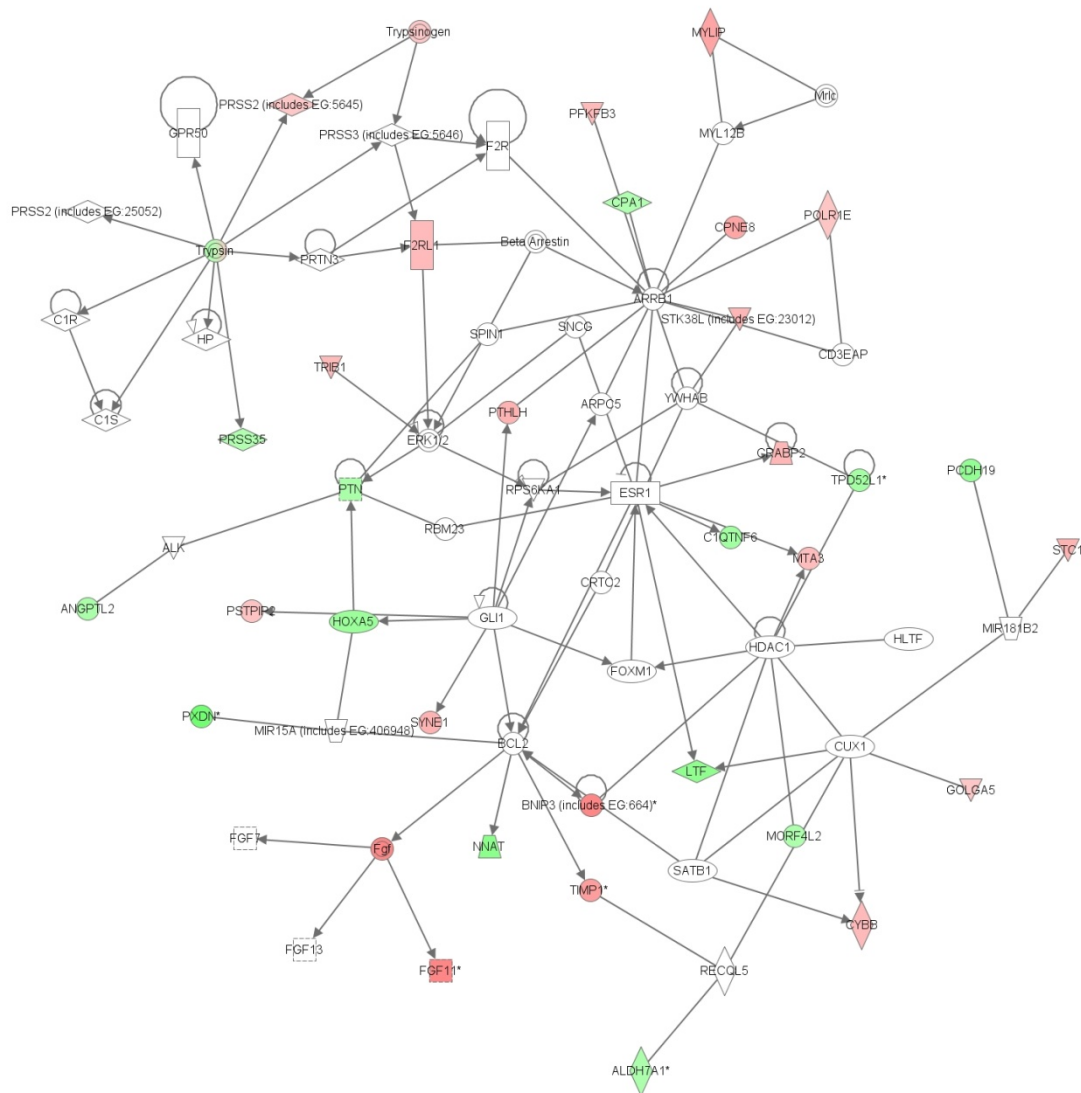 Trypsinogen
MYLIP
PRSS2 (includes EG:5645)
Mrlc
PFKFB3
GPR50
PRSS3 (includes EG:5646)
F2R
MYL12B
PRSS2 (includes EG:25052)
CPA1
POLR1E
CPNE8
Trypsin
F2RL1
Beta Arrestin
PRTN3
ARRB1
C1R
STK38L (includes EG:23012)
HP
SPIN1
SNCG
CD3EAP
TRIB1
YWHAB
ARPC5
C1S
PTHLH
PRSS35
ERK1/2
CRABP2
PCDH19
TPD52L1*
PTN
RPS6KA1
ESR1
RBM23
C1QTNF6
ALK
MTA3
STC1
CRTC2
ANGPTL2
PSTPIP2
HOXA5
GLI1
MIR181B2
HLTF
HDAC1
FOXM1
PXDN*
SYNE1
MIR15A (includes EG:406948)
BCL2
CUX1
LTF
GOLGA5
BNIP3 (includes EG:664)*
FGF7
Fgf
NNAT
MORF4L2
SATB1
TIMP1*
CYBB
FGF13
FGF11*
RECQL5
ALDH7A1*